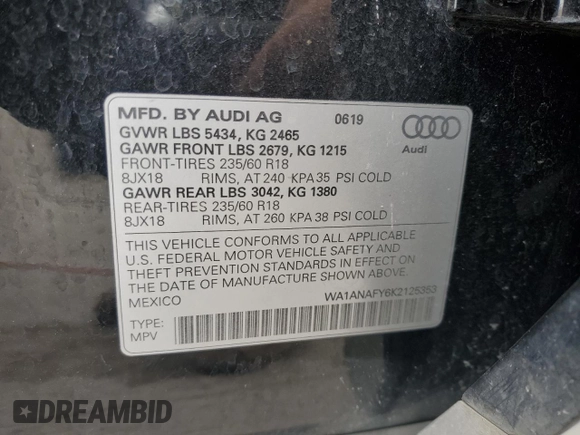 MFD. BY AUDI AG 0619
GVWR LBS 5434, KG 2465
GAWR FRONT LBS 2679, KG 1215
FRONT-TIRES 235/60 R18
8JX18 RIMS, AT 240 KPA 35 PSI COLD
GAWR REAR LBS 3042, KG 1380
REAR-TIRES 235/60 R18
8JX18 RIMS, AT 260 KPA 38 PSI COLD
Audi
THIS VEHICLE CONFORMS TO ALL APPLICABLE
U.S. FEDERAL MOTOR VEHICLE SAFETY AND
THEFT PREVENTION STANDARDS IN EFFECT ON
THE DATE OF MANUFACTURE SHOWN ABOVE.
MEXICO
WA1ANAFY6K2125353
TYPE:
MPV
DREAMBID